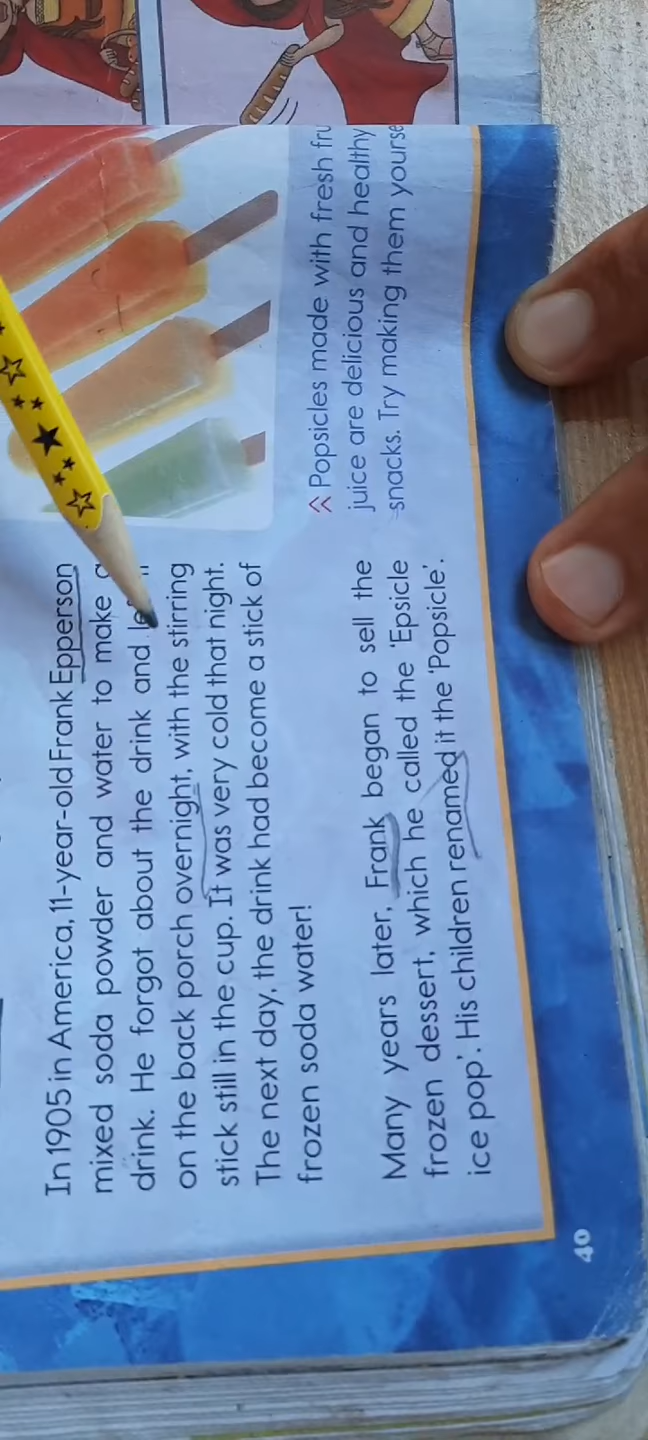 In 1905 in America, 11-year-old Frank Epperson
mixed soda powder and water to make
drink. He forgot about the drink and
on the back porch overnight, with the stirring
stick still in the cup. It was very cold that night.
The next day, the drink had become a stick of
frozen soda water!
Many years later, Frank began to sell the
frozen dessert, which he called the 'Epsicle
ice pop'. His children renamed it the 'Popsicle'.
Popsicles made with fresh
juice are delicious and healthy
snacks. Try making them
40